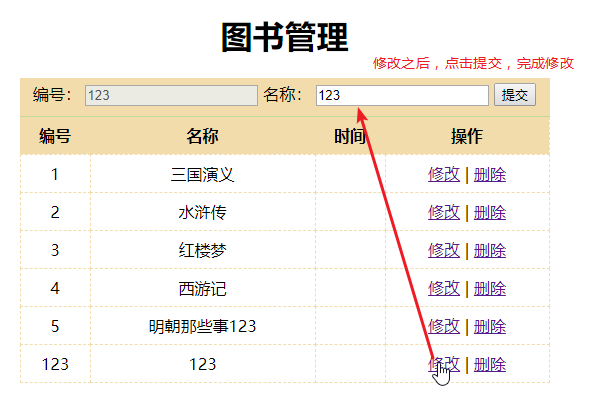 图书管理
修改之后，点击提交，完成修改
编号： 123 名称： 123 提交
编号 名称 时间 操作
1 三国演义 修改 | 删除
2 水浒传 修改 | 删除
3 红楼梦 修改 | 删除
4 西游记 修改 | 删除
5 明朝那些事123 修改 | 删除
123 123 修改 | 删除